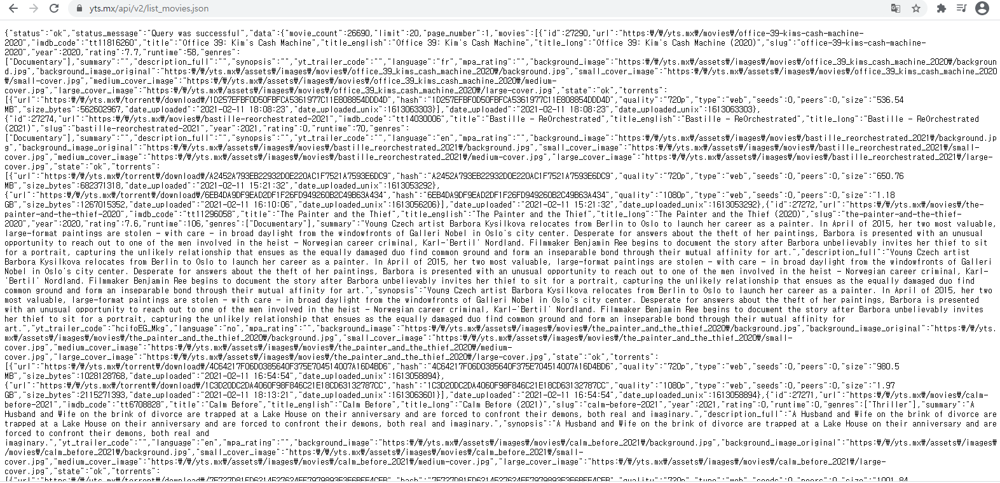 yts.mx/api/v2/list_movies.json
{"status":"ok","status_message":"Query was successful","data":{"movie_count":26690,"limit":20,"page_number":1,"movies":[{"id":27290,"url":"https:₩/₩/yts.mx₩/movies₩/office-39-kims-cash-machine-
2020","imdb_code":"tt11816260","title":"Office 39: Kim's Cash Machine","title_english":"Office 39: Kim's Cash Machine","title_long":"Office 39: Kim's Cash Machine (2020)","slug":"office-39-kims-cash-machine-
2020","year":2020,"rating":7.7,"runtime":58,"genres":
["Documentary"],"summary":"","description_full":"","synopsis":"","yt_trailer_code":"","language":"fr","mpa_rating":"","background_image":"https:₩/₩/yts.mx₩/assets₩/images₩/movies₩/office_39_kims_cash_machine_2020₩/backgroun
d.jpg","background_image_original":"https:₩/₩/yts.mx₩/assets₩/images₩/movies₩/office_39_kims_cash_machine_2020₩/background.jpg","small_cover_image":"https:₩/₩/yts.mx₩/assets₩/images₩/movies₩/office_39_kims_cash_machine_2020
₩/small-cover.jpg","medium_cover_image":"https:₩/₩/yts.mx₩/assets₩/images₩/movies₩/office_39_kims_cash_machine_2020₩/medium-
cover.jpg","large_cover_image":"https:₩/₩/yts.mx₩/assets₩/images₩/movies₩/office_39_kims_cash_machine_2020₩/large-cover.jpg","state":"ok","torrents":
[{"url":"https:₩/₩/yts.mx₩/torrent₩/download₩/1D257EFBF0D50FBFCA5361977C11E808854DDD4D","hash":"1D257EFBF0D50FBFCA5361977C11E808854DDD4D","quality":"720p","type":"web","seeds":0,"peers":0,"size":"536.54
MB","size_bytes":562602967,"date_uploaded":"2021-02-11 18:08:23","date_uploaded_unix":1613063303}],"date_uploaded":"2021-02-11 18:08:23","date_uploaded_unix":1613063303},
{"id":27274,"url":"https:₩/₩/yts.mx₩/movies₩/bastille-reorchestrated-2021","imdb_code":"tt14030006","title":"Bastille - ReOrchestrated","title_english":"Bastille - ReOrchestrated","title_long":"Bastille - ReOrchestrated
(2021)","slug":"bastille-reorchestrated-2021","year":2021,"rating":0,"runtime":70,"genres":
["Documentary"],"summary":"","description_full":"","synopsis":"","yt_trailer_code":"","language":"en","mpa_rating":"","background_image":"https:₩/₩/yts.mx₩/assets₩/images₩/movies₩/bastille_reorchestrated_2021₩/background.jp
g","background_image_original":"https:₩/₩/yts.mx₩/assets₩/images₩/movies₩/bastille_reorchestrated_2021₩/background.jpg","small_cover_image":"https:₩/₩/yts.mx₩/assets₩/images₩/movies₩/bastille_reorchestrated_2021₩/small-
cover.jpg","medium_cover_image":"https:₩/₩/yts.mx₩/assets₩/images₩/movies₩/bastille_reorchestrated_2021₩/medium-cover.jpg","large_cover_image":"https:₩/₩/yts.mx₩/assets₩/images₩/movies₩/bastille_reorchestrated_2021₩/large-
cover.jpg","state":"ok","torrents":
[{"url":"https:₩/₩/yts.mx₩/torrent₩/download₩/A2452A793EB22932D0E220AC1F7521A7593E6DC9","hash":"A2452A793EB22932D0E220AC1F7521A7593E6DC9","quality":"720p","type":"web","seeds":0,"peers":0,"size":"650.76
MB","size_bytes":682371318,"date_uploaded":"2021-02-11 15:21:32","date_uploaded_unix":1613053292},
{"url":"https:₩/₩/yts.mx₩/torrent₩/download₩/6EB4DA9DF9EAD2DF1F26FD949260B2C49B63A434","hash":"6EB4DA9DF9EAD2DF1F26FD949260B2C49B63A434","quality":"1080p","type":"web","seeds":0,"peers":0,"size":"1.18
GB","size_bytes":1267015352,"date_uploaded":"2021-02-11 16:10:06","date_uploaded_unix":1613056206}],"date_uploaded":"2021-02-11 15:21:32","date_uploaded_unix":1613053292},{"id":27272,"url":"https:₩/₩/yts.mx₩/movies₩/the-
painter-and-the-thief-2020","imdb_code":"tt11296058","title":"The Painter and the Thief","title_english":"The Painter and the Thief","title_long":"The Painter and the Thief (2020)","slug":"the-painter-and-the-thief-
2020","year":2020,"rating":7.6,"runtime":106,"genres":["Documentary"],"summary":"Young Czech artist Barbora Kysilkova relocates from Berlin to Oslo to launch her career as a painter. In April of 2015, her two most valuable,
large-format paintings are stolen - with care - in broad daylight from the windowfronts of Galleri Nobel in Oslo's city center. Desperate for answers about the theft of her paintings, Barbora is presented with an unusual
opportunity to reach out to one of the men involved in the heist - Norwegian career criminal, Karl-'Bertil' Nordland. Filmmaker Benjamin Ree begins to document the story after Barbora unbelievably invites her thief to sit
for a portrait, capturing the unlikely relationship that ensues as the equally damaged duo find common ground and form an inseparable bond through their mutual affinity for art.","description_full":"Young Czech artist
Barbora Kysilkova relocates from Berlin to Oslo to launch her career as a painter. In April of 2015, her two most valuable, large-format paintings are stolen - with care - in broad daylight from the windowfronts of Galleri
Nobel in Oslo's city center. Desperate for answers about the theft of her paintings, Barbora is presented with an unusual opportunity to reach out to one of the men involved in the heist - Norwegian career criminal, Karl-
'Bertil' Nordland. Filmmaker Benjamin Ree begins to document the story after Barbora unbelievably invites her thief to sit for a portrait, capturing the unlikely relationship that ensues as the equally damaged duo find
common ground and form an inseparable bond through their mutual affinity for art.","synopsis":"Young Czech artist Barbora Kysilkova relocates from Berlin to Oslo to launch her career as a painter. In April of 2015, her two
most valuable, large-format paintings are stolen - with care - in broad daylight from the windowfronts of Galleri Nobel in Oslo's city center. Desperate for answers about the theft of her paintings, Barbora is presented
with an unusual opportunity to reach out to one of the men involved in the heist - Norwegian career criminal, Karl-'Bertil' Nordland. Filmmaker Benjamin Ree begins to document the story after Barbora unbelievably invites
her thief to sit for a portrait, capturing the unlikely relationship that ensues as the equally damaged duo find common ground and form an inseparable bond through their mutual affinity for
art.","yt_trailer_code":"hcifoEG_Mkg","language":"no","mpa_rating":"","background_image":"https:₩/₩/yts.mx₩/assets₩/images₩/movies₩/the_painter_and_the_thief_2020₩/background.jpg","background_image_original":"https:₩/₩/yts.
mx₩/assets₩/images₩/movies₩/the_painter_and_the_thief_2020₩/background.jpg","small_cover_image":"https:₩/₩/yts.mx₩/assets₩/images₩/movies₩/the_painter_and_the_thief_2020₩/small-
cover.jpg","medium_cover_image":"https:₩/₩/yts.mx₩/assets₩/images₩/movies₩/the_painter_and_the_thief_2020₩/medium-
cover.jpg","large_cover_image":"https:₩/₩/yts.mx₩/assets₩/images₩/movies₩/the_painter_and_the_thief_2020₩/large-cover.jpg","state":"ok","torrents":
[{"url":"https:₩/₩/yts.mx₩/torrent₩/download₩/4C64217F06D0385640F375E704514007A16D4BD6","hash":"4C64217F06D0385640F375E704514007A16D4BD6","quality":"720p","type":"web","seeds":0,"peers":0,"size":"980.5
MB","size_bytes":1028128768,"date_uploaded":"2021-02-11 16:54:54","date_uploaded_unix":1613058894},
{"url":"https:₩/₩/yts.mx₩/torrent₩/download₩/1C3D20DC2DA4060F98F846C21E18CD63132787CC","hash":"1C3D20DC2DA4060F98F846C21E18CD63132787CC","quality":"1080p","type":"web","seeds":0,"peers":0,"size":"1.97
GB","size_bytes":2115271393,"date_uploaded":"2021-02-11 18:13:21","date_uploaded_unix":1613063601}],"date_uploaded":"2021-02-11 16:54:54","date_uploaded_unix":1613058894},{"id":27271,"url":"https:₩/₩/yts.mx₩/movies₩/calm-
before-2021","imdb_code":"tt6708828","title":"Calm Before","title_english":"Calm Before","title_long":"Calm Before (2021)","slug":"calm-before-2021","year":2021,"rating":0,"runtime":0,"genres":["Thriller"],"summary":"A
Husband and Wife on the brink of divorce are trapped at a Lake House on their anniversary and are forced to confront their demons, both real and imaginary.","description_full":"A Husband and Wife on the brink of divorce are
trapped at a Lake House on their anniversary and are forced to confront their demons, both real and imaginary.","synopsis":"A Husband and Wife on the brink of divorce are trapped at a Lake House on their anniversary and are
forced to confront their demons, both real and
imaginary.","yt_trailer_code":"","language":"en","mpa_rating":"","background_image":"https:₩/₩/yts.mx₩/assets₩/images₩/movies₩/calm_before_2021₩/background.jpg","background_image_original":"https:₩/₩/yts.mx₩/assets₩/images₩
/movies₩/calm_before_2021₩/background.jpg","small_cover_image":"https:₩/₩/yts.mx₩/assets₩/images₩/movies₩/calm_before_2021₩/small-
cover.jpg","medium_cover_image":"https:₩/₩/yts.mx₩/assets₩/images₩/movies₩/calm_before_2021₩/medium-cover.jpg","large_cover_image":"https:₩/₩/yts.mx₩/assets₩/images₩/movies₩/calm_before_2021₩/large-
cover.jpg","state":"ok","torrents":
[{"url":"https:₩/₩/yts.mx₩/torrent₩/download₩/ "hash": "quality":"720p","type":"web","seeds":0,"peers":0,"size":"1001.84